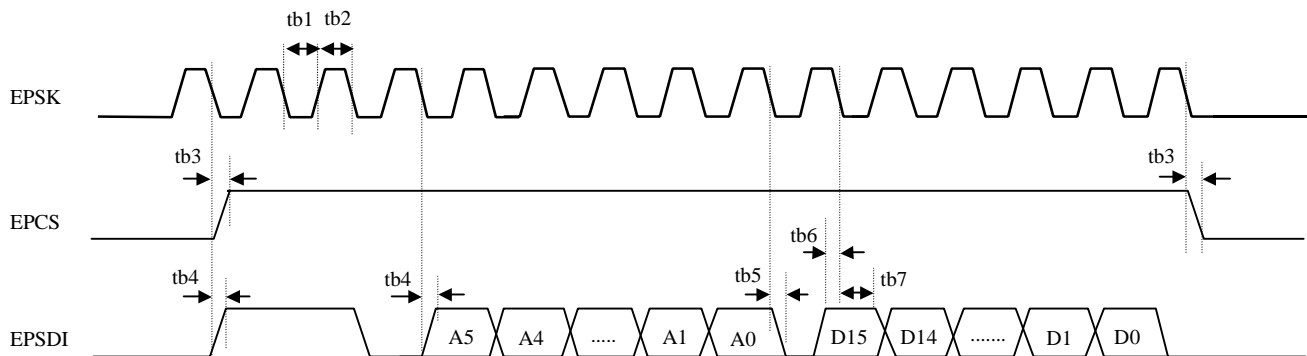 tb1 tb2
EPSK
tb3 tb3
EPCS
tb6
tb4 tb4 tb5 tb7
EPSDI A5 A4 ..... A1 A0 D15 D14 ....... D1 D0